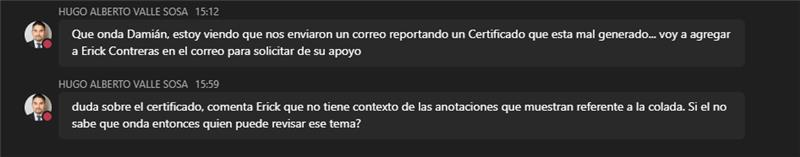 HUGO ALBERTO VALLE SOSA 15:12
Que onda Damián, estoy viendo que nos enviaron un correo reportando un Certificado que esta mal generado... voy a agregar
a Erick Contreras en el correo para solicitar de su apoyo
HUGO ALBERTO VALLE SOSA 15:59
duda sobre el certificado, comenta Erick que no tiene contexto de las anotaciones que muestran referente a la colada. Si el no
sabe que onda entonces quien puede revisar ese tema?